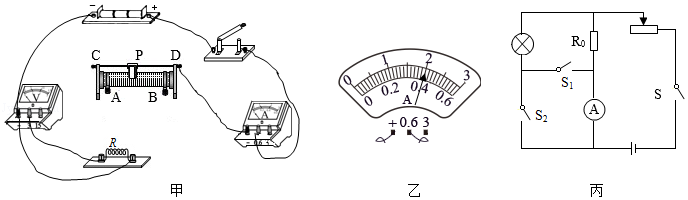 − +
C P D
A B
V
A
− 0.6 3
R
甲
0 1 2 3
0 0.2 0.4 0.6
A
+ 0.6 3
乙
R₀
S₁
S₂
A
S
丙